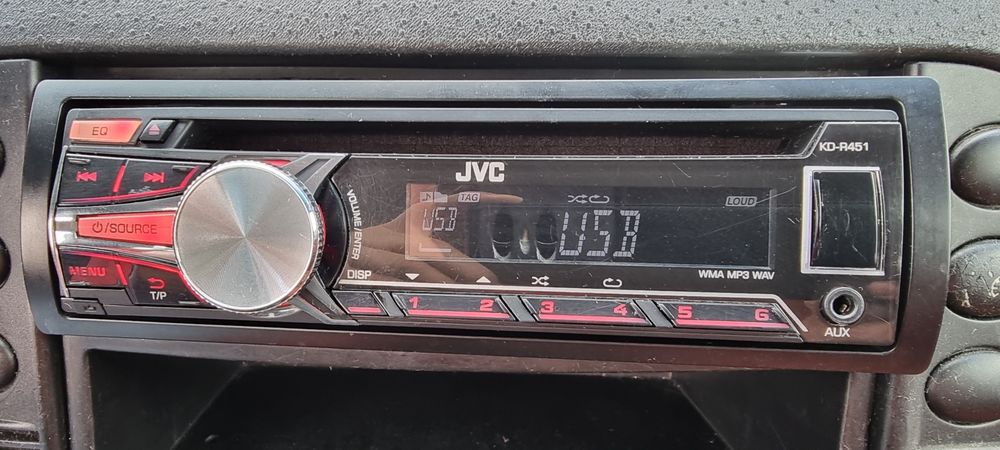 EQ
KD-R451
JVC
VOLUME/ENTER
TAG
LOUD
USB
USB
/SOURCE
MENU
T/P
DISP
WMA MP3 WAV
1 2 3 4 5 6
AUX